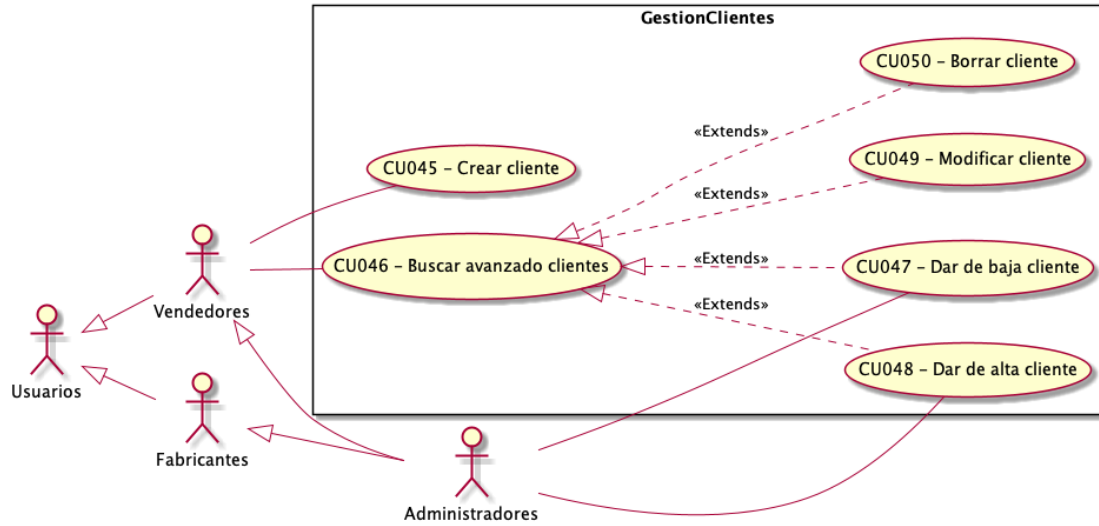 GestionClientes
CU050 – Borrar cliente
«Extends»
CU045 – Crear cliente
CU049 – Modificar cliente
«Extends»
CU046 – Buscar avanzado clientes
«Extends»
CU047 – Dar de baja cliente
«Extends»
Vendedores
CU048 – Dar de alta cliente
Usuarios
Fabricantes
Administradores